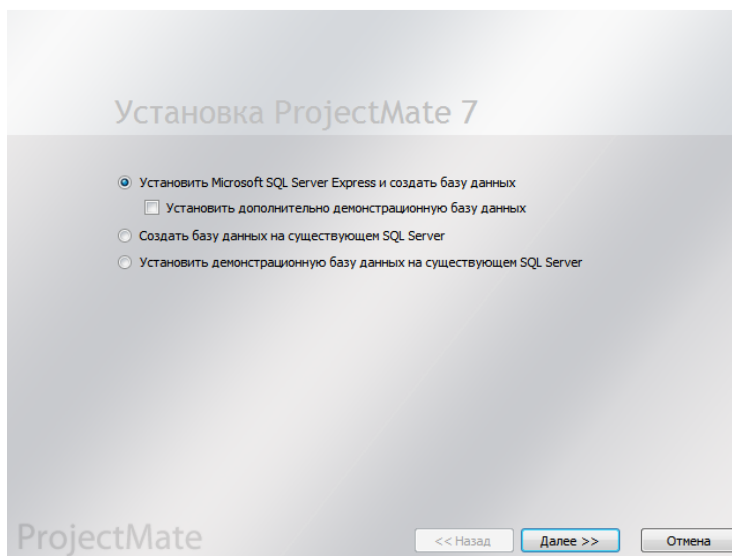 Установка ProjectMate 7
Установить Microsoft SQL Server Express и создать базу данных
Установить дополнительно демонстрационную базу данных
Создать базу данных на существующем SQL Server
Установить демонстрационную базу данных на существующем SQL Server
ProjectMate
<< Назад
Далее >>
Отмена